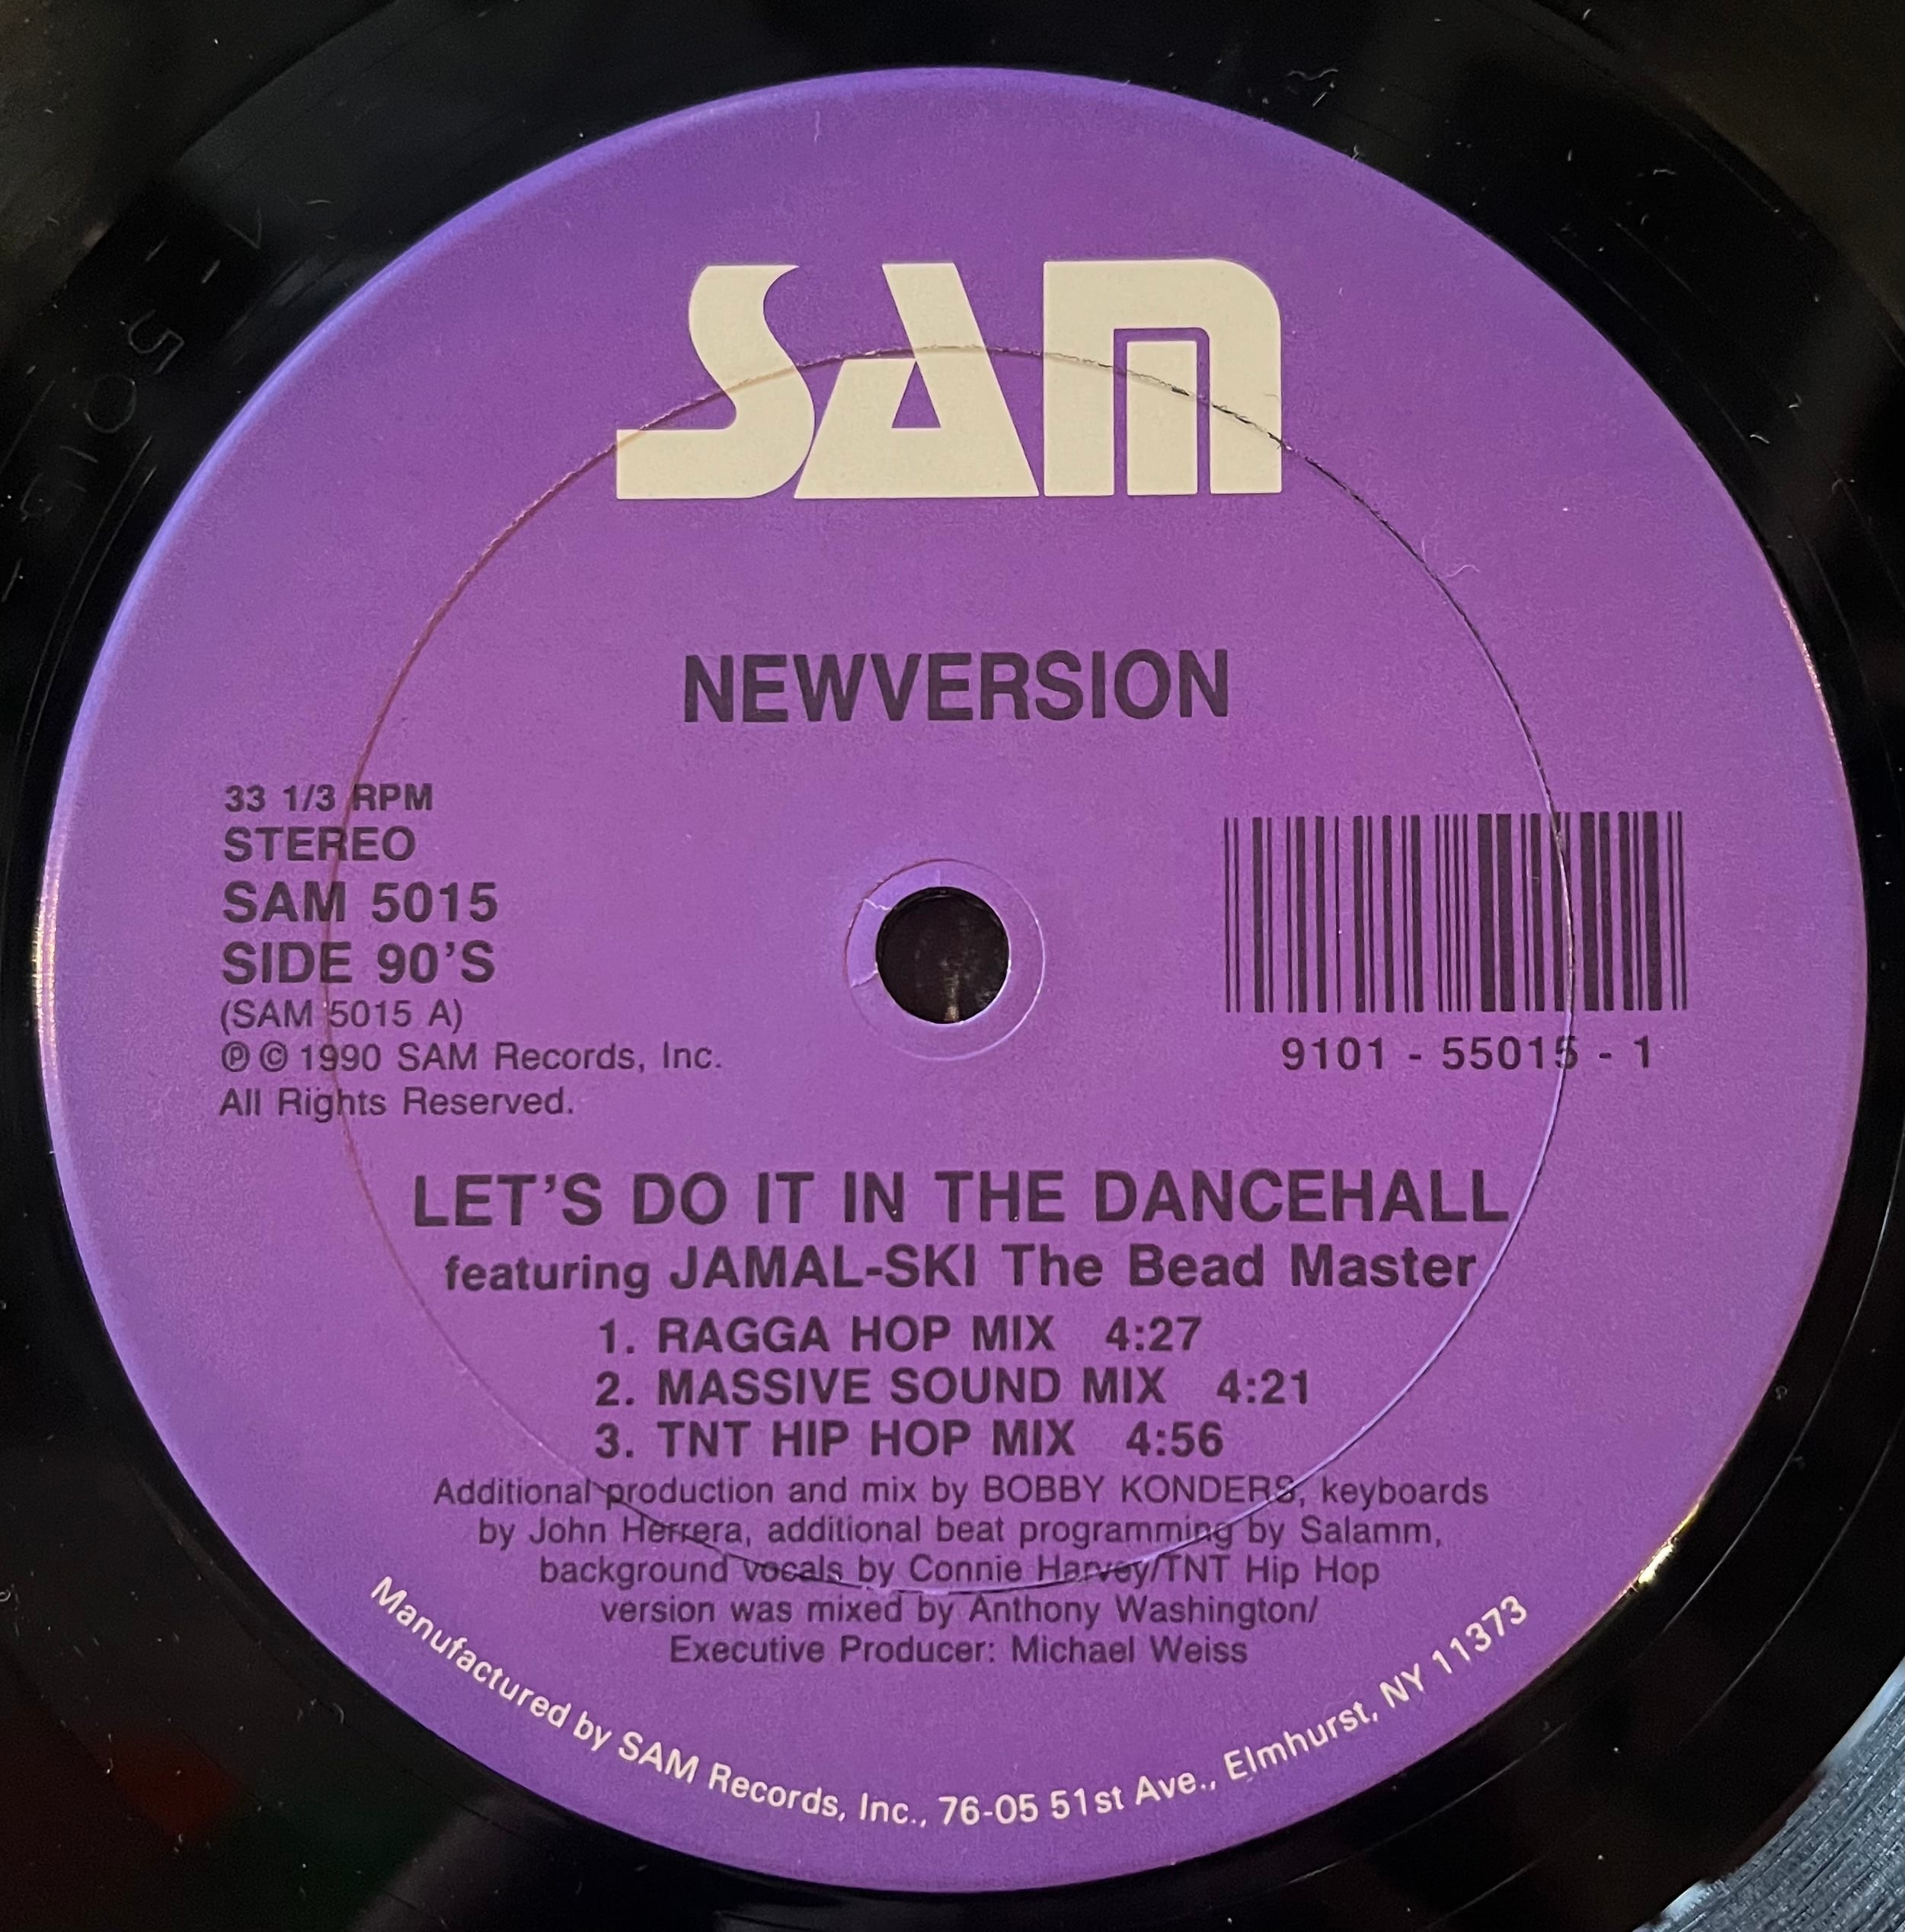 SAM
NEWVERSION
33 1/3 RPM
STEREO
SAM 5015
SIDE 90'S
(SAM 5015 A)
℗ © 1990 SAM Records, Inc.
All Rights Reserved.
9101 - 55015 - 1
LET'S DO IT IN THE DANCEHALL
featuring JAMAL-SKI The Bead Master
1. RAGGA HOP MIX 4:27
2. MASSIVE SOUND MIX 4:21
3. TNT HIP HOP MIX 4:56
Additional production and mix by BOBBY KONDERS, keyboards
by John Herrera, additional beat programming by Salamm,
background vocals by Connie Harvey/TNT Hip Hop
version was mixed by Anthony Washington/
Executive Producer: Michael Weiss
Manufactured by SAM Records, Inc., 76-05 51st Ave., Elmhurst, NY 11373